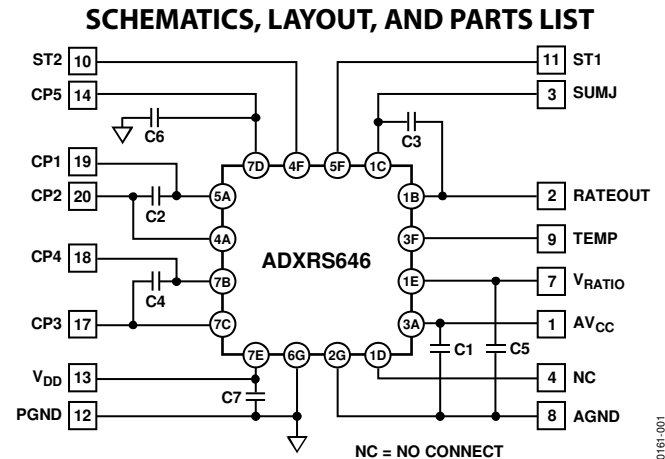 SCHEMATICS, LAYOUT, AND PARTS LIST
ST2 10
11 ST1
CP5 14
3 SUMJ
C6
C3
7D 4F 5F 1C
CP1 19
CP2 20
C2
5A
1B
2 RATEOUT
4A
3F
9 TEMP
ADXRS646
CP4 18
7B
1E
7 VRATIO
C4
CP3 17
7C
3A
1 AVCC
C1
C5
7E 6G 2G 1D
VDD 13
4 NC
C7
PGND 12
8 AGND
NC = NO CONNECT
0161-001